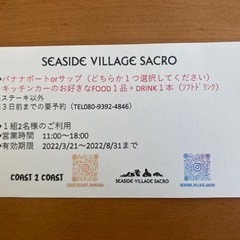 SEASIDE VILLAGE SACRO
→バナナボートorサップ（どちらか１つ選択してください）
キッチンカーのお好きなFOOD１品＋DRINK１本（ｿﾌﾄﾄﾞﾘﾝｸ）
ステーキ以外
３日前までの要予約（TEL080-9392-4846）
→１組2名様のご利用
営業時間　11:00〜18:00
→有効期限　2022/3/21〜2022/8/31まで
COAST 2 COAST
SEASIDE VILLAGE SACRO